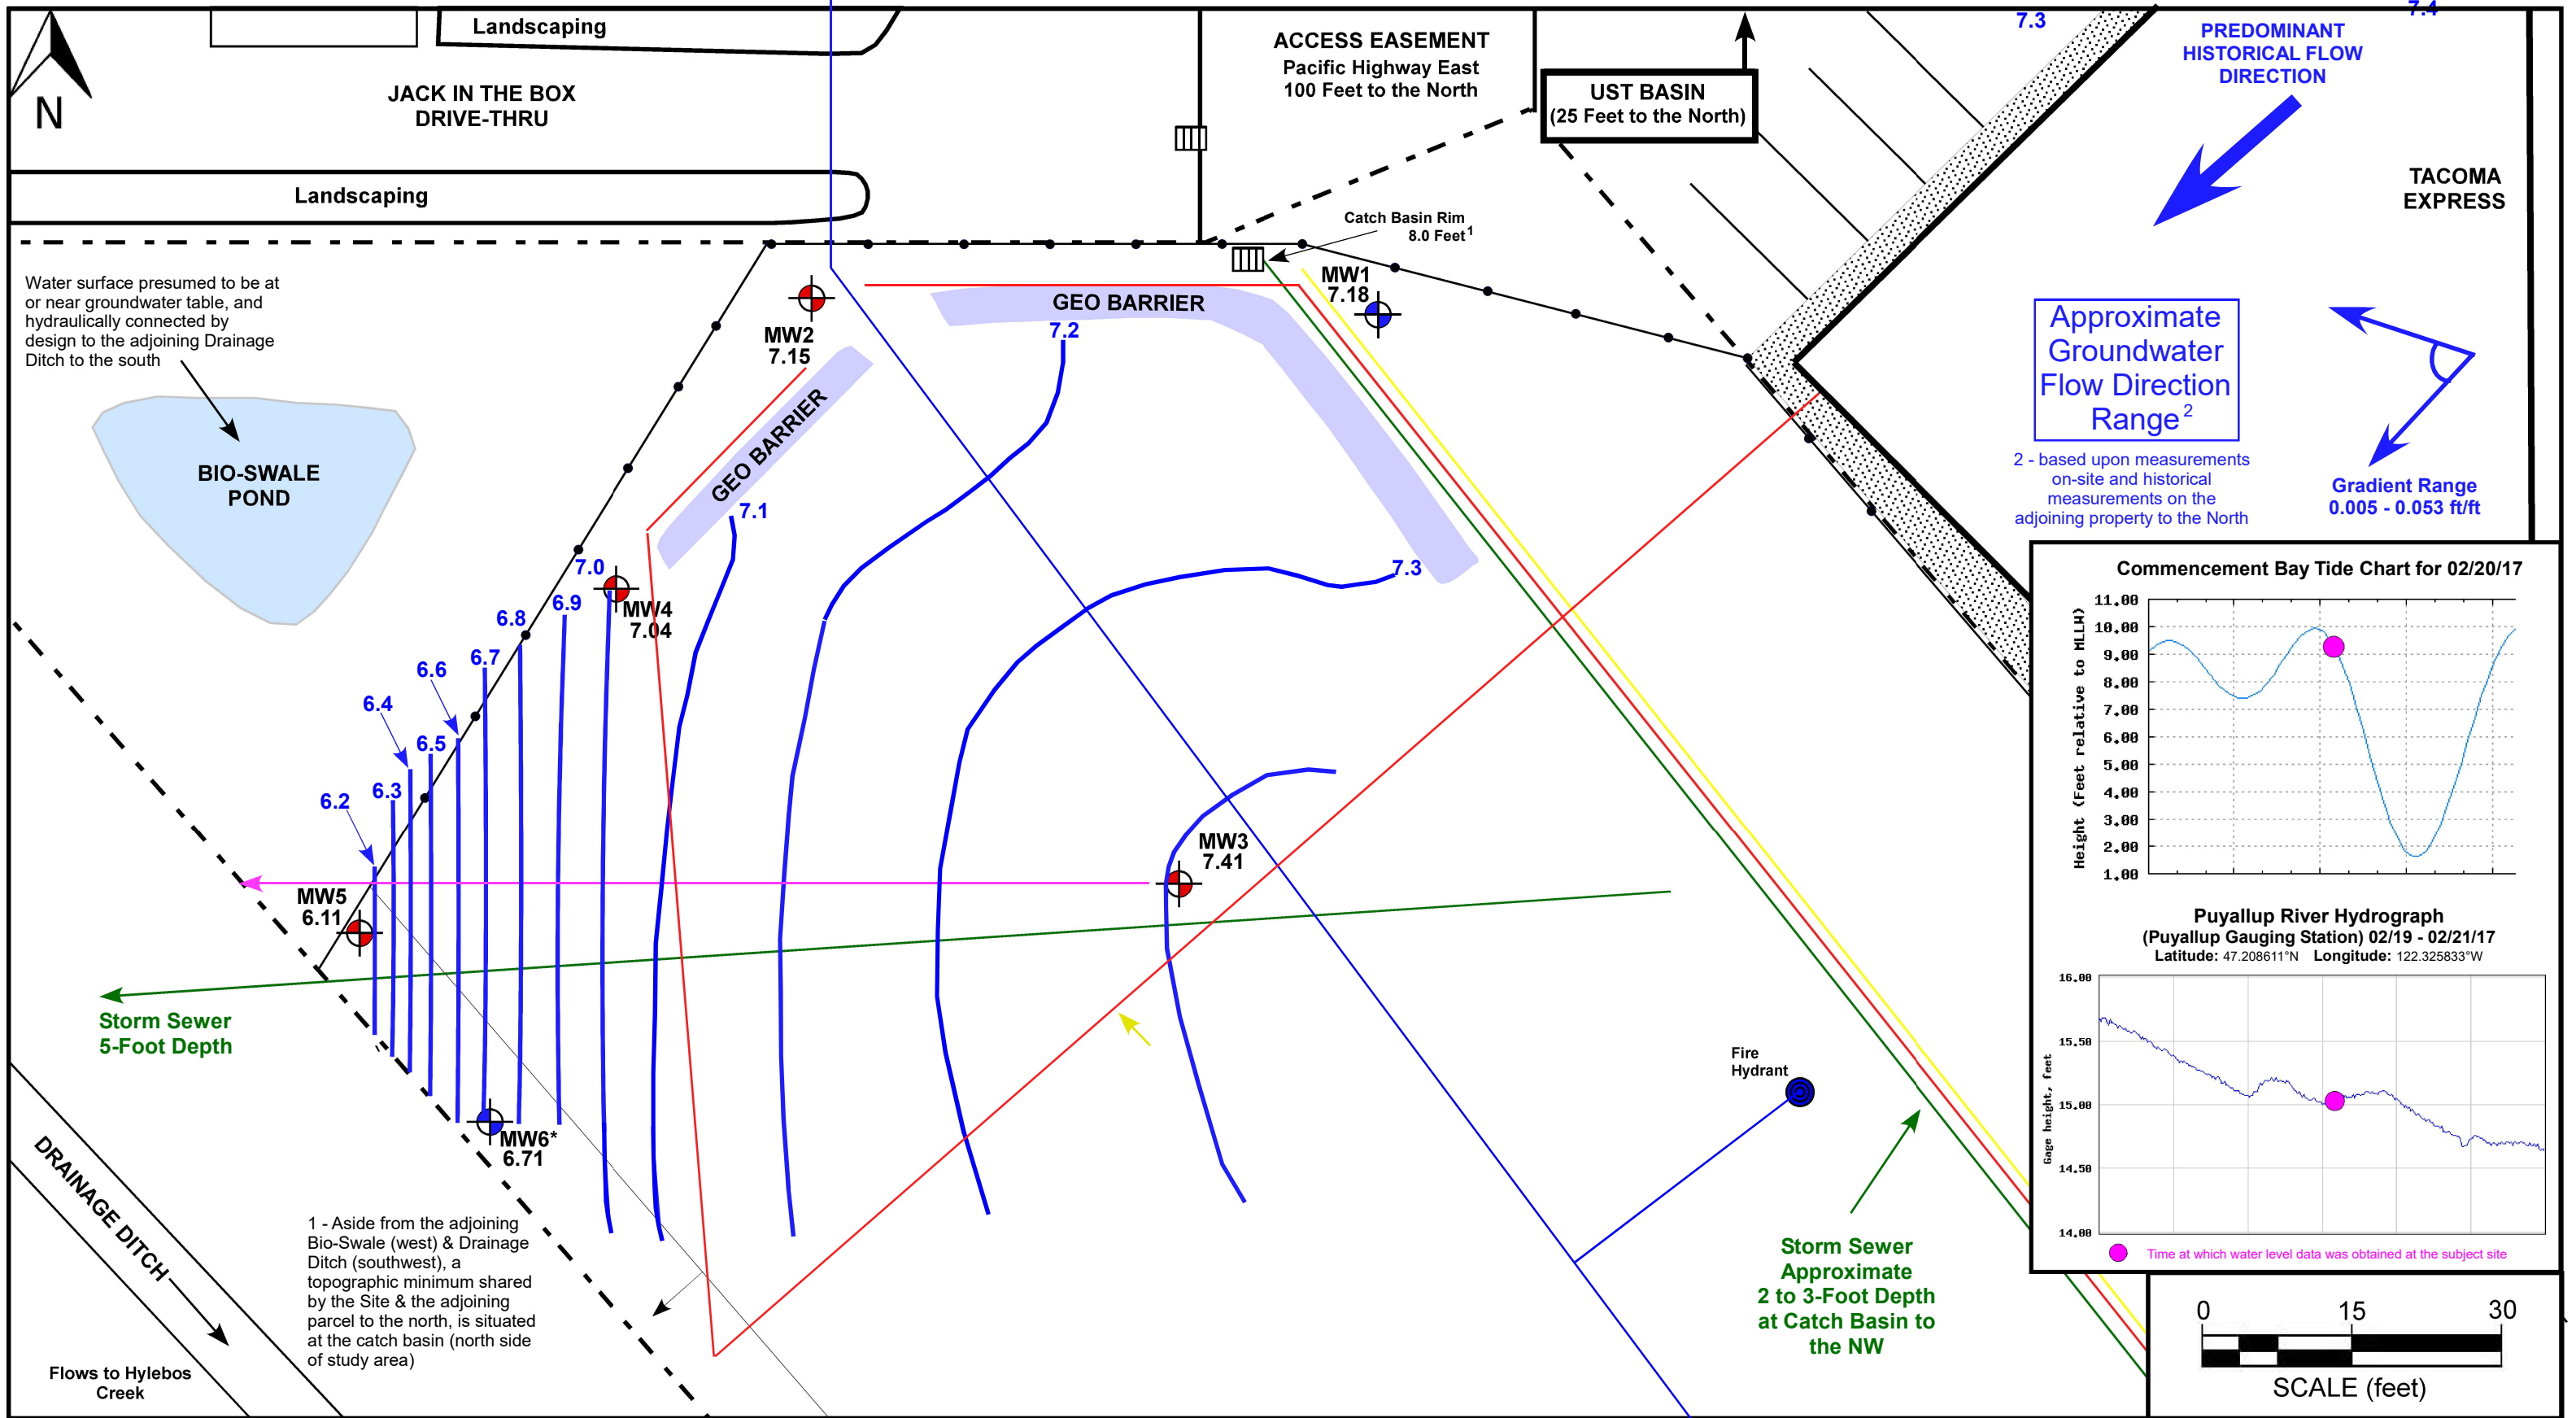 Landscaping
JACK IN THE BOX
DRIVE-THRU
Landscaping
N
ACCESS EASEMENT
Pacific Highway East
100 Feet to the North
UST BASIN
(25 Feet to the North)
7.3
7.4
PREDOMINANT
HISTORICAL FLOW
DIRECTION
TACOMA
EXPRESS
Catch Basin Rim
8.0 Feet1
Water surface presumed to be at
or near groundwater table, and
hydraulically connected by
design to the adjoining Drainage
Ditch to the south
BIO-SWALE
POND
MW2
7.15
GEO BARRIER
GEO BARRIER
MW1
7.18
7.2
7.1
7.0
6.9
6.8
6.7
6.6
6.5
6.4
6.3
6.2
7.3
MW4
7.04
MW3
7.41
MW5
6.11
MW6*
6.71
Approximate
Groundwater
Flow Direction
Range2
2 - based upon measurements
on-site and historical
measurements on the
adjoining property to the North
Gradient Range
0.005 - 0.053 ft/ft
Storm Sewer
5-Foot Depth
DRAINAGE DITCH
Flows to Hylebos
Creek
1 - Aside from the adjoining
Bio-Swale (west) & Drainage
Ditch (southwest), a
topographic minimum shared
by the Site & the adjoining
parcel to the north, is situated
at the catch basin (north side
of study area)
Fire
Hydrant
Storm Sewer
Approximate
2 to 3-Foot Depth
at Catch Basin to
the NW
Commencement Bay Tide Chart for 02/20/17
Height (Feet relative to MLLW)
11.00
10.00
9.00
8.00
7.00
6.00
5.00
4.00
3.00
2.00
1.00
Puyallup River Hydrograph
(Puyallup Gauging Station) 02/19 - 02/21/17
Latitude: 47.208611°N Longitude: 122.325833°W
Gage height, feet
16.00
15.50
15.00
14.50
14.00
Time at which water level data was obtained at the subject site
0 15 30
SCALE (feet)